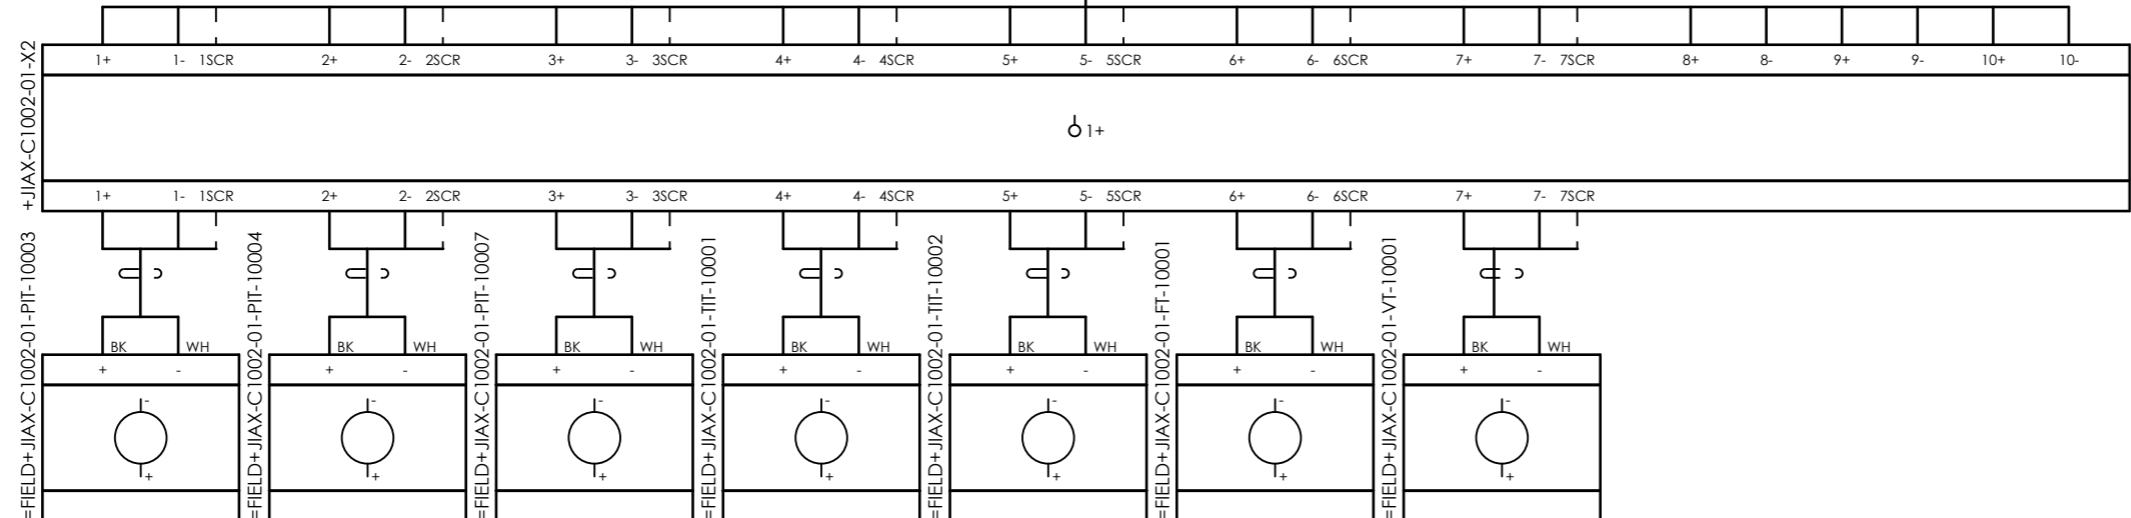 +JIAX-C1002-01-X2
1+ 1- 1SCR 2+ 2- 2SCR 3+ 3- 3SCR 4+ 4- 4SCR 5+ 5- 5SCR 6+ 6- 6SCR 7+ 7- 7SCR 8+ 8- 9+ 9- 10+ 10-
1+
1+ 1- 1SCR 2+ 2- 2SCR 3+ 3- 3SCR 4+ 4- 4SCR 5+ 5- 5SCR 6+ 6- 6SCR 7+ 7- 7SCR
=FIELD+JIAX-C1002-01-PIT-10003
=FIELD+JIAX-C1002-01-PIT-10004
=FIELD+JIAX-C1002-01-PIT-10007
=FIELD+JIAX-C1002-01-TIT-10001
=FIELD+JIAX-C1002-01-TIT-10002
=FIELD+JIAX-C1002-01-FT-10001
=FIELD+JIAX-C1002-01-VT-10001
BK WH BK WH BK WH BK WH BK WH BK WH BK WH
+ - + - + - + - + - + - + -
- - - - - - -
+ + + + + + +